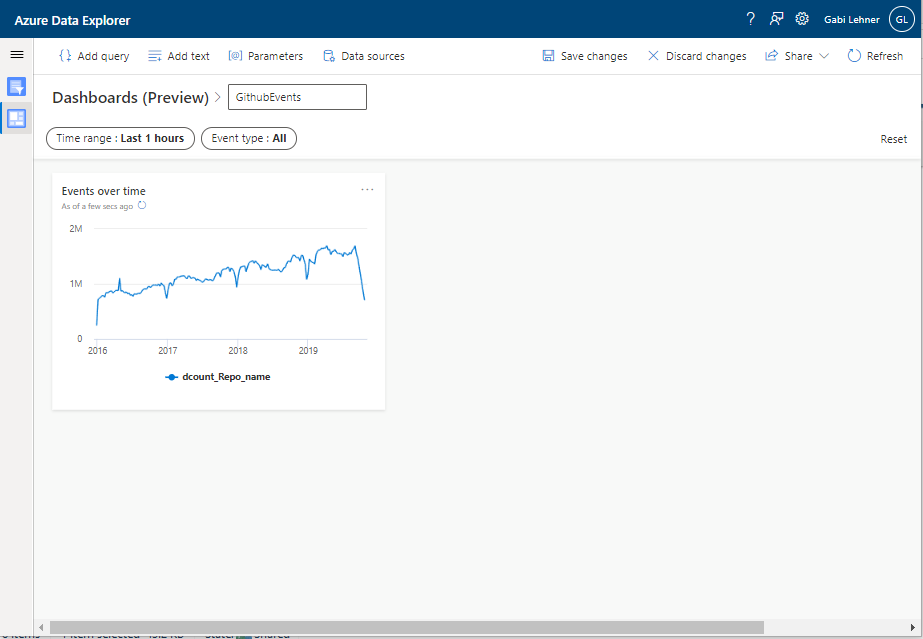 Azure Data Explorer
? Gabi Lehner GL
Add query Add text Parameters Data sources Save changes Discard changes Share Refresh
Dashboards (Preview) > GithubEvents
Time range : Last 1 hours Event type : All Reset
Events over time ...
As of a few secs ago
2M
1M
0
2016 2017 2018 2019
dcount_Repo_name